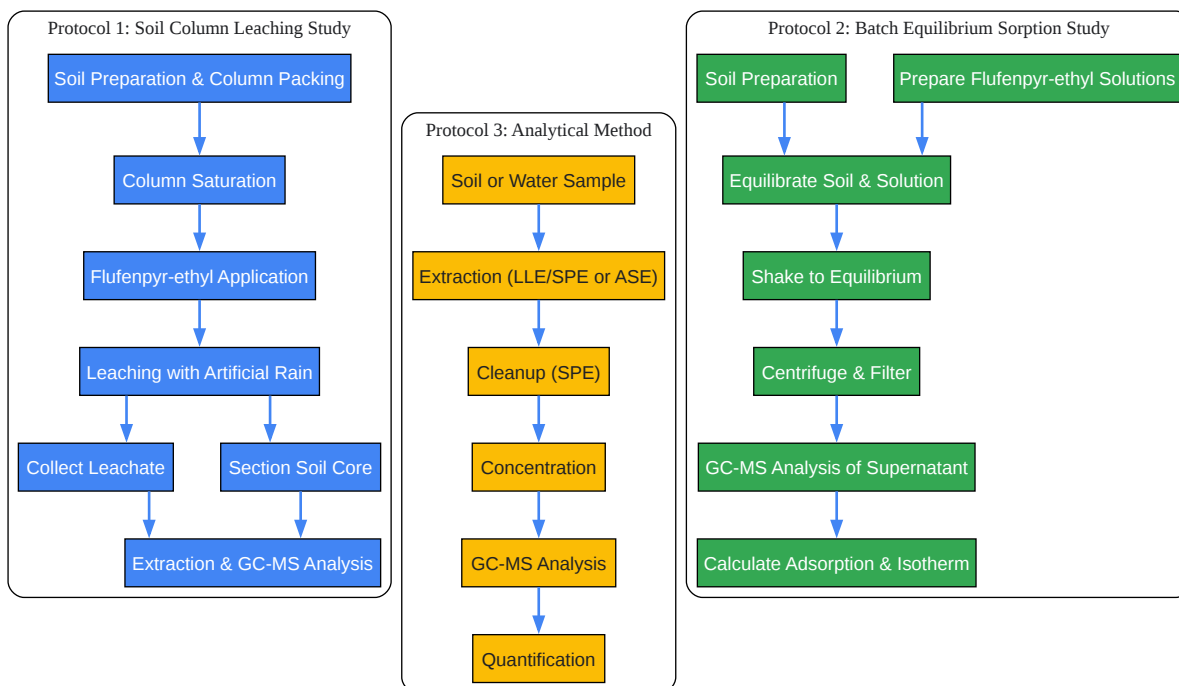 Protocol 1: Soil Column Leaching Study
Soil Preparation & Column Packing
Column Saturation
Flufenpyr-ethyl Application
Leaching with Artificial Rain
Collect Leachate
Section Soil Core
Extraction & GC-MS Analysis
Protocol 3: Analytical Method
Soil or Water Sample
Extraction (LLE/SPE or ASE)
Cleanup (SPE)
Concentration
GC-MS Analysis
Quantification
Protocol 2: Batch Equilibrium Sorption Study
Soil Preparation
Prepare Flufenpyr-ethyl Solutions
Equilibrate Soil & Solution
Shake to Equilibrium
Centrifuge & Filter
GC-MS Analysis of Supernatant
Calculate Adsorption & Isotherm